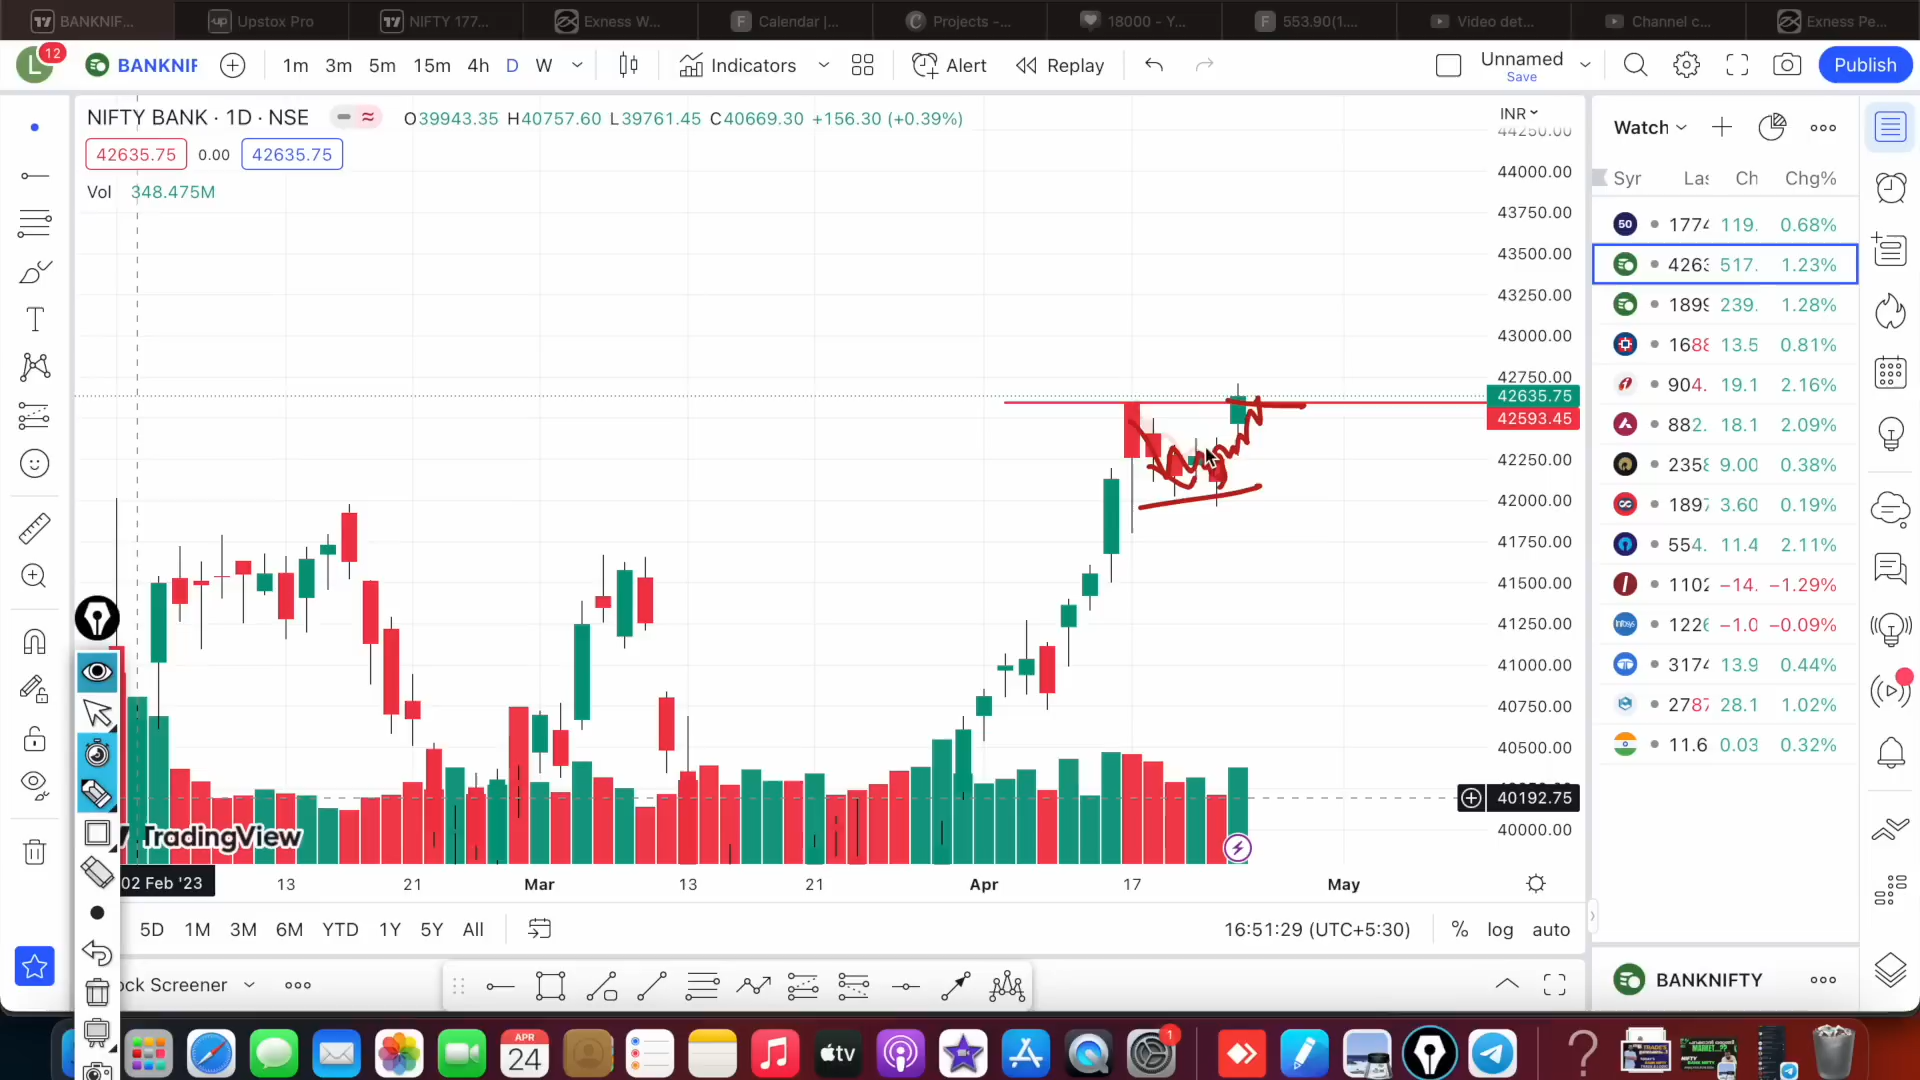 BANKNIF...
Upstox Pro
NIFTY 177...
Exness W...
Calendar |...
Projects -...
18000 - Y...
553.90(1....
Video det...
Channel c...
Exness Pe...
L 12
BANKNIF
1m 3m 5m 15m 4h D W
Indicators
Alert
Replay
Unnamed
Save
Publish
NIFTY BANK · 1D · NSE
O39943.35 H40757.60 L39761.45 C40669.30 +156.30 (+0.39%)
INR
42635.75 0.00 42635.75
Vol 348.475M
44250.00
44000.00
43750.00
43500.00
43250.00
43000.00
42750.00
42635.75
42593.45
42250.00
42000.00
41750.00
41500.00
41250.00
41000.00
40750.00
40500.00
40192.75
40000.00
TradingView
02 Feb '23 13 21 Mar 13 21 Apr 17 May
5D 1M 3M 6M YTD 1Y 5Y All
16:51:29 (UTC+5:30) % log auto
ock Screener
Watch
Syr Las Ch Chg%
50 1774 119. 0.68%
4263 517. 1.23%
1899 239. 1.28%
1688 13.5 0.81%
904. 19.1 2.16%
882. 18.1 2.09%
2358 9.00 0.38%
1897 3.60 0.19%
554. 11.4 2.11%
1102 −14. −1.29%
Infosys 1226 −1.0 −0.09%
3174 13.9 0.44%
2787 28.1 1.02%
11.6 0.03 0.32%
BANKNIFTY
APR
24
tv
1